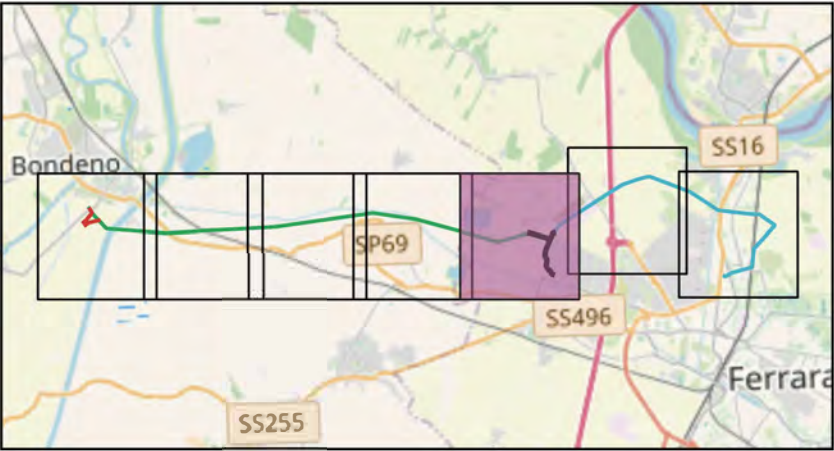 SS16
Bondeno
SP69
SS496
Ferrara
SS255